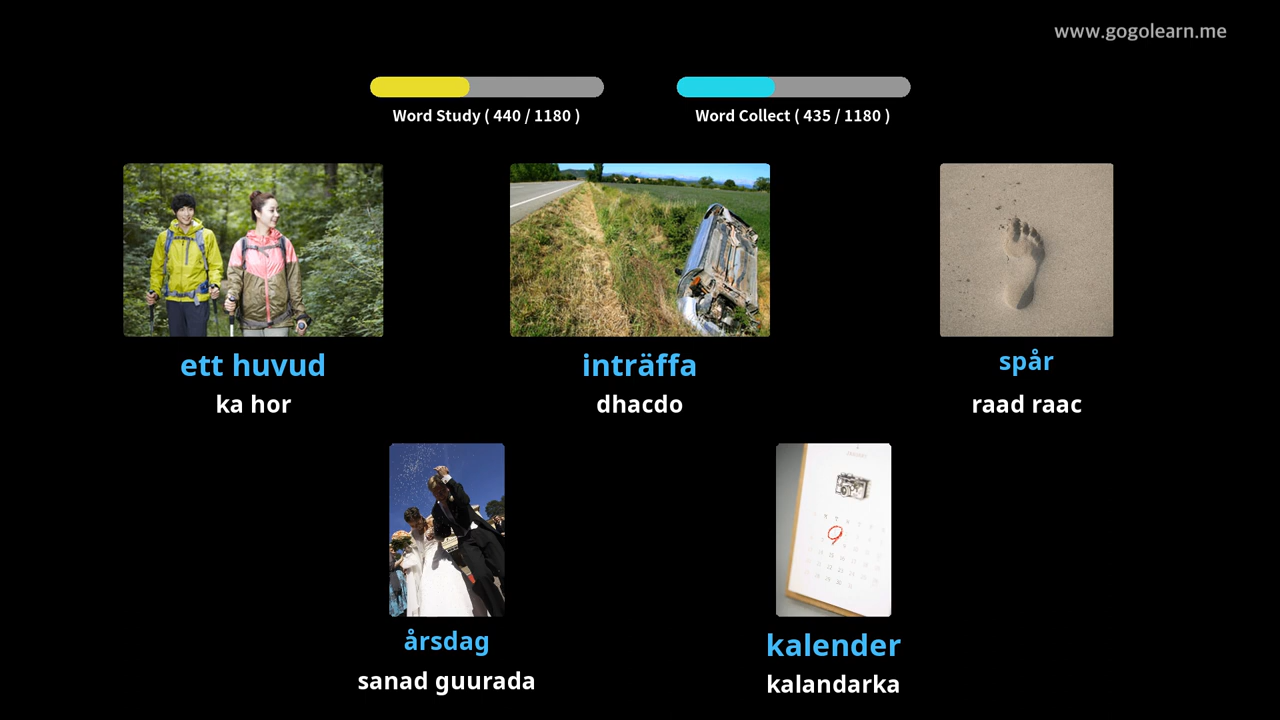 www.gogolearn.me
Word Study ( 440 / 1180 )
Word Collect ( 435 / 1180 )
ett huvud
ka hor
inträffa
dhacdo
spår
raad raac
årsdag
sanad guurada
kalender
kalandarka